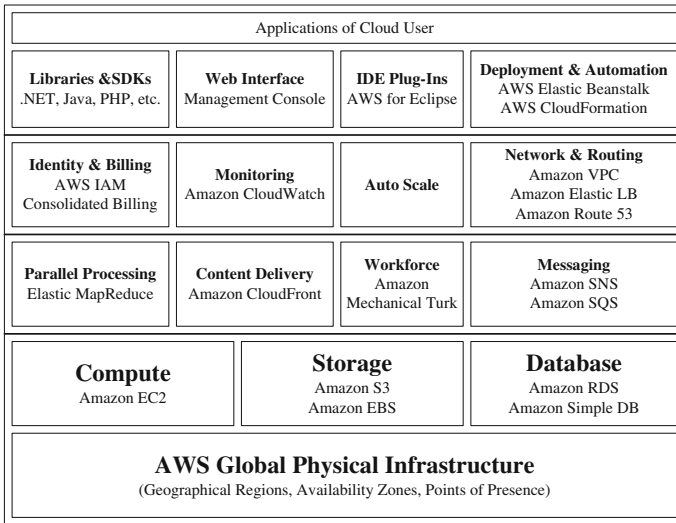 Applications of Cloud User
Libraries &SDKs
.NET, Java, PHP, etc.
Web Interface
Management Console
IDE Plug-Ins
AWS for Eclipse
Deployment & Automation
AWS Elastic Beanstalk
AWS CloudFormation
Identity & Billing
AWS IAM
Consolidated Billing
Monitoring
Amazon CloudWatch
Auto Scale
Network & Routing
Amazon VPC
Amazon Elastic LB
Amazon Route 53
Parallel Processing
Elastic MapReduce
Content Delivery
Amazon CloudFront
Workforce
Amazon
Mechanical Turk
Messaging
Amazon SNS
Amazon SQS
Compute
Amazon EC2
Storage
Amazon S3
Amazon EBS
Database
Amazon RDS
Amazon Simple DB
AWS Global Physical Infrastructure
(Geographical Regions, Availability Zones, Points of Presence)